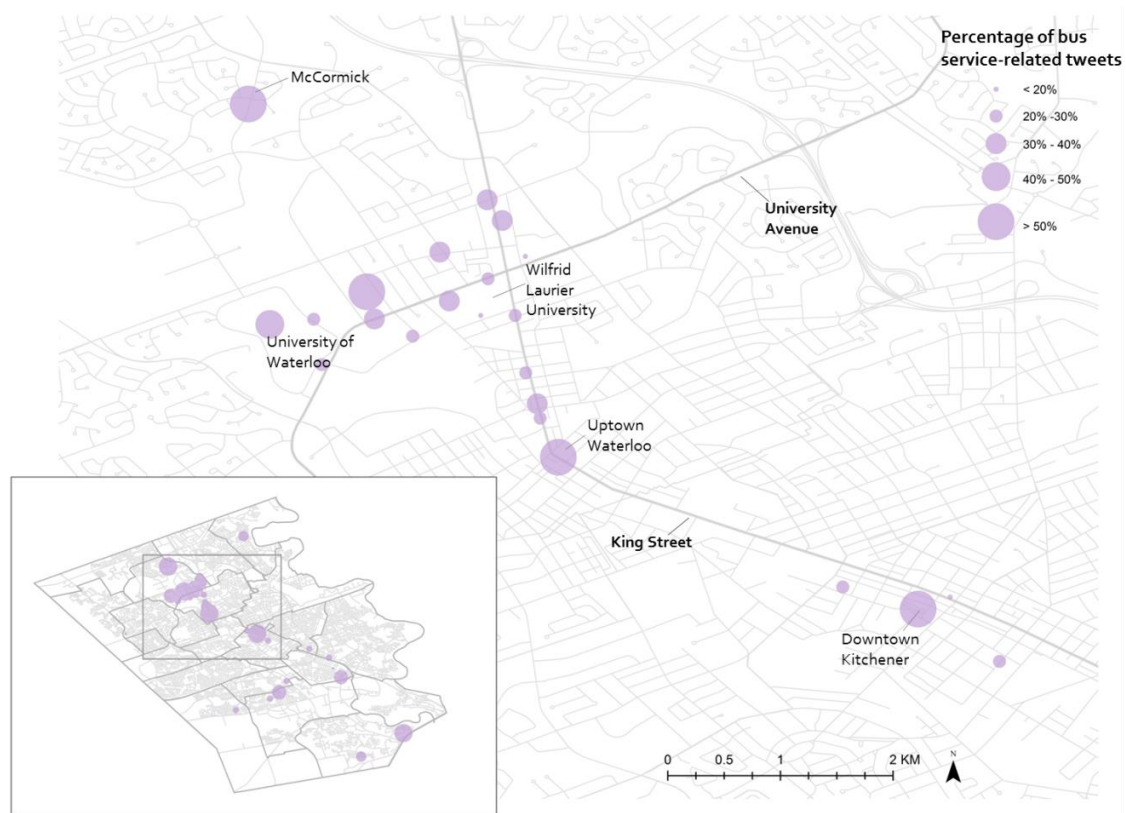 Percentage of bus
service-related tweets
< 20%
20% -30%
30% - 40%
40% - 50%
> 50%
McCormick
University
Avenue
Wilfrid
Laurier
University
University of
Waterloo
Uptown
Waterloo
King Street
Downtown
Kitchener
0 0.5 1 2 KM
N